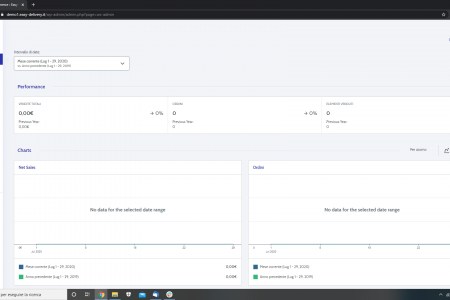 demo1.easy-delivery.it/wp-admin/admin.php?page=wc-admin
Intervallo di date:
Mese corrente (Lug 1 - 29, 2020)
vs. Anno precedente (Lug 1 - 29, 2019)
Performance
VENDITE TOTALI
0,00€
0%
Previous Year:
0,00€
ORDINI
0
0%
Previous Year:
0
ELEMENTI VENDUTI
0
Previous Year:
0
Charts
Per giorno
Net Sales
No data for the selected date range
Mese corrente (Lug 1 - 29, 2020)
0,00€
Anno precedente (Lug 1 - 29, 2019)
0,00€
Ordini
No data for the selected date range
Mese corrente (Lug 1 - 29, 2020)
Anno precedente (Lug 1 - 29, 2019)
per eseguire la ricerca